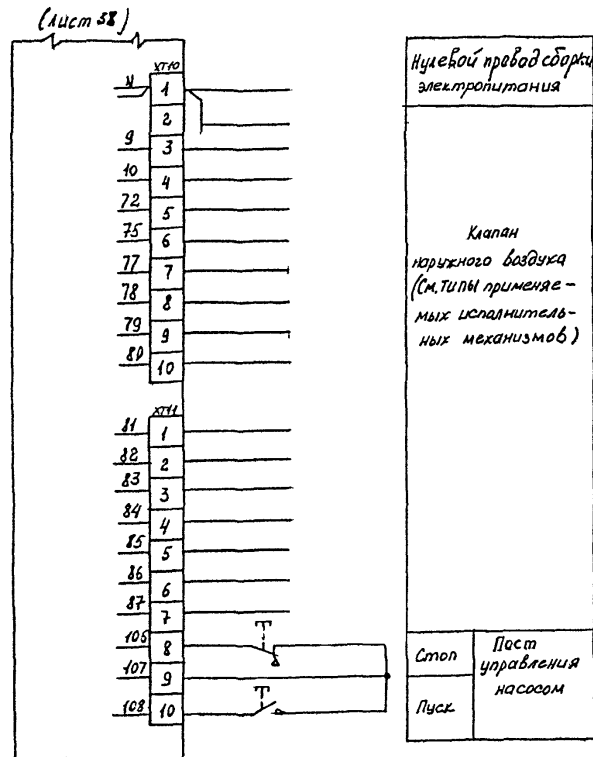 (Лист 58)
ХТ10
N 1
2
9 3
10 4
72 5
75 6
77 7
78 8
79 9
80 10
ХТ11
81 1
82 2
83 3
84 4
85 5
86 6
87 7
106 8
107 9
108 10
Нулевой провод сборки
электропитания
Клапан
наружного воздуха
(См. типы применяе-
мых исполнитель-
ных механизмов)
Стоп
Пуск
Пост
управления
насосом